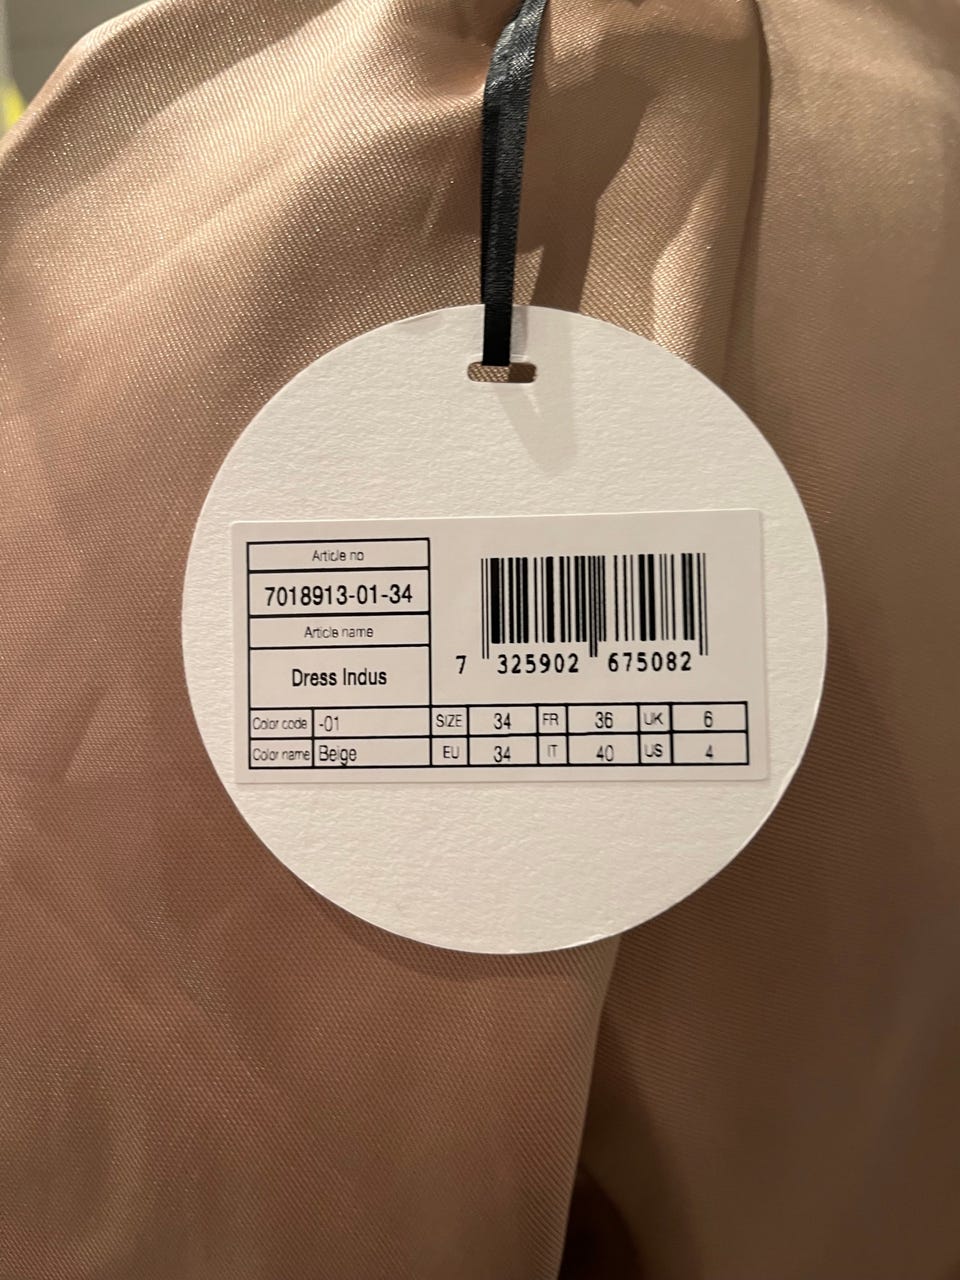 Article no
7018913-01-34
Article name
Dress Indus
7 325902 675082
Color code -01 SIZE 34 FR 36 UK 6
Color name Beige EU 34 IT 40 US 4